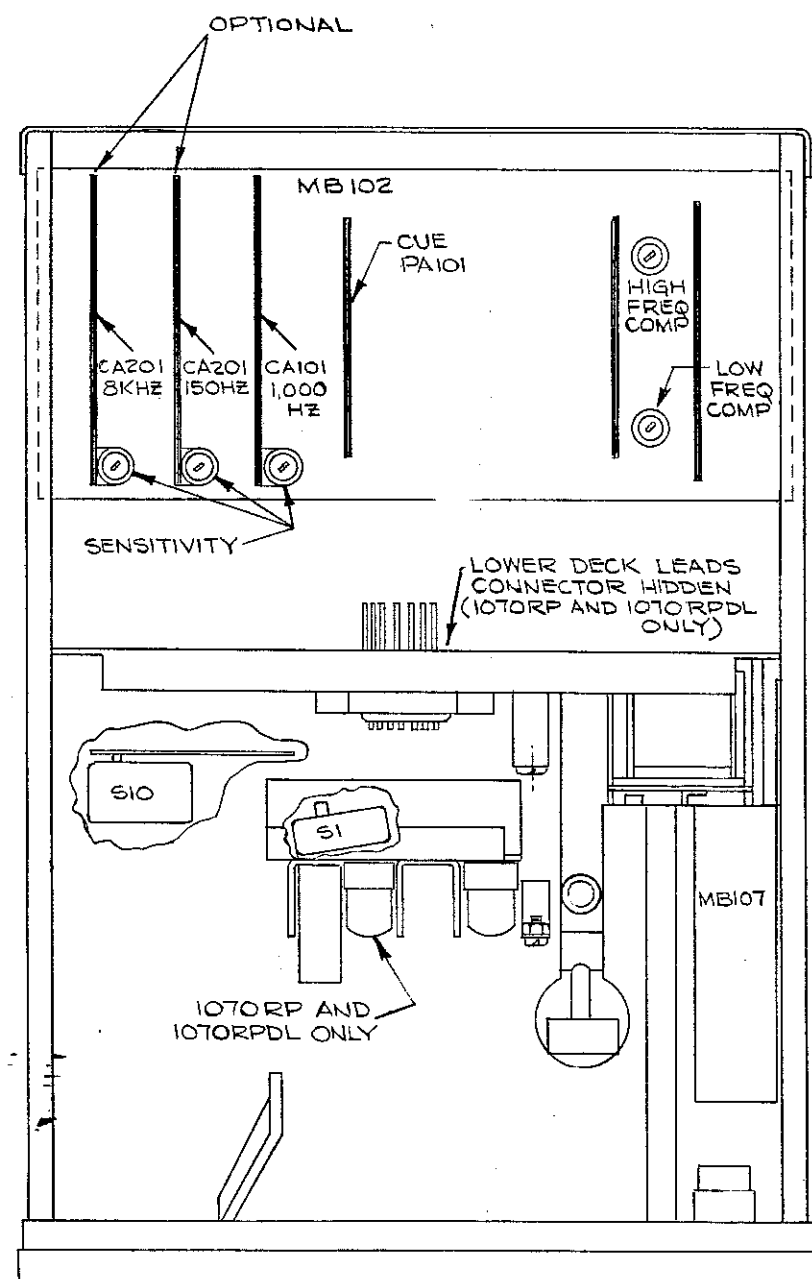 OPTIONAL
MB102
CUE
PA101
HIGH
FREQ
COMP
CA201
8KHZ
CA201
150HZ
CA101
1,000
HZ
LOW
FREQ
COMP
SENSITIVITY
LOWER DECK LEADS
CONNECTOR HIDDEN
(1070RP AND 1070RPDL
ONLY)
S10
S1
MB107
1070RP AND
1070RPDL ONLY